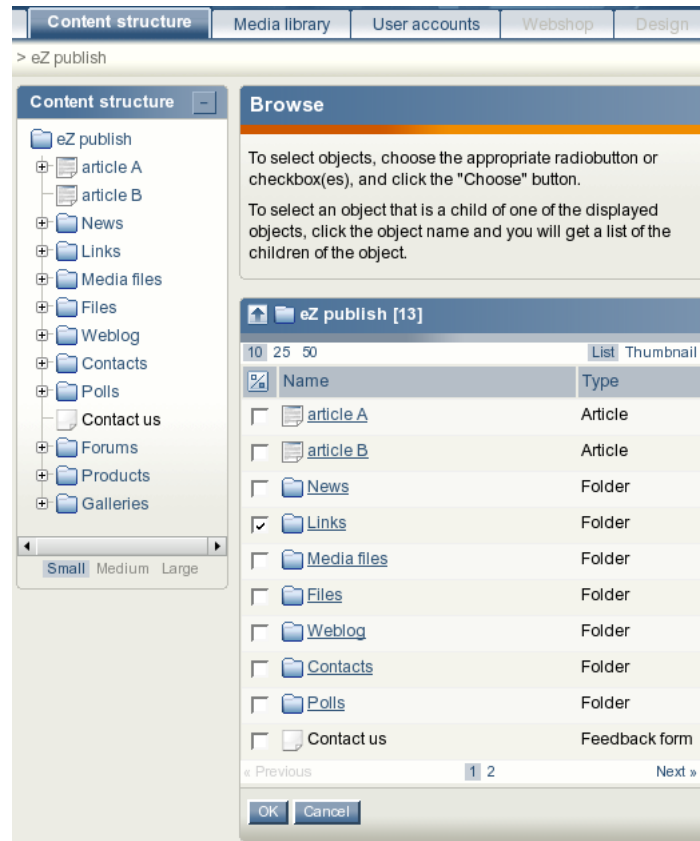 Content structure Media library User accounts Webshop Design
> eZ publish
Content structure
eZ publish
article A
article B
News
Links
Media files
Files
Weblog
Contacts
Polls
Contact us
Forums
Products
Galleries
Small Medium Large
Browse
To select objects, choose the appropriate radiobutton or
checkbox(es), and click the "Choose" button.
To select an object that is a child of one of the displayed
objects, click the object name and you will get a list of the
children of the object.
eZ publish [13]
10 25 50 List Thumbnail
Name Type
article A Article
article B Article
News Folder
Links Folder
Media files Folder
Files Folder
Weblog Folder
Contacts Folder
Polls Folder
Contact us Feedback form
« Previous 1 2 Next »
OK Cancel